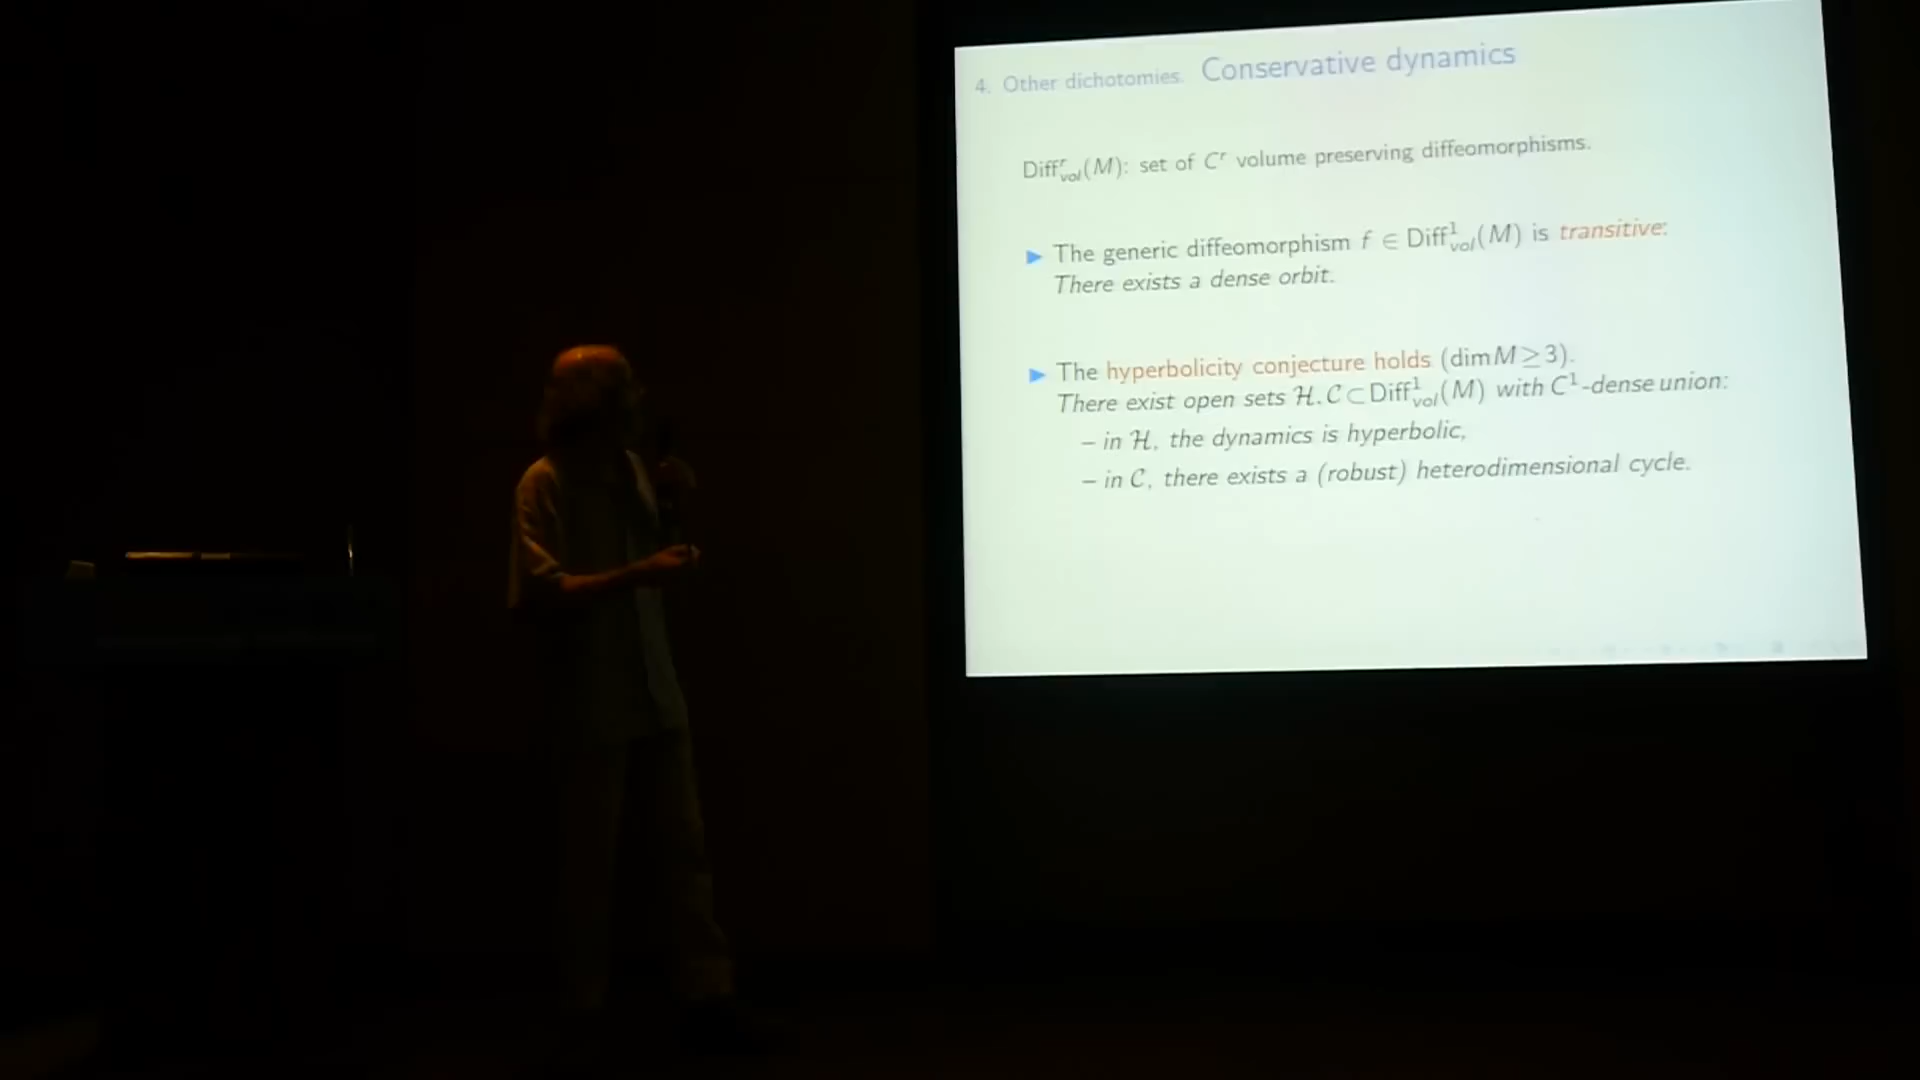 4. Other dichotomies. Conservative dynamics
Diff^r_vol(M): set of C^r volume preserving diffeomorphisms.
▶ The generic diffeomorphism f ∈ Diff^1_vol(M) is transitive:
There exists a dense orbit.
▶ The hyperbolicity conjecture holds (dim M ≥ 3).
There exist open sets ℋ, 𝒞 ⊂ Diff^1_vol(M) with C^1-dense union:
– in ℋ, the dynamics is hyperbolic,
– in 𝒞, there exists a (robust) heterodimensional cycle.